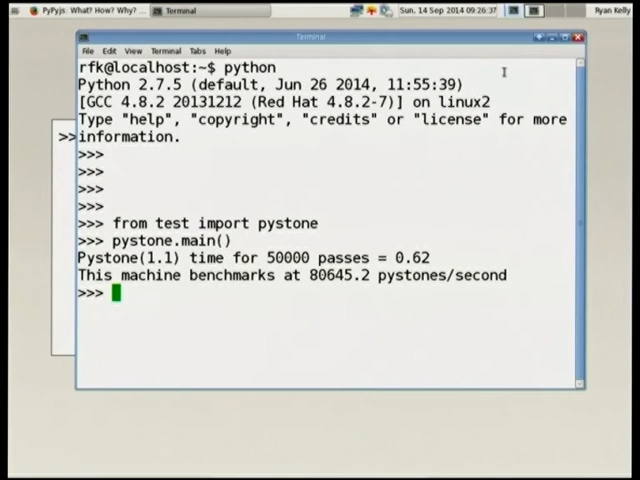 PyPyjs: What? How? Why? ...
Terminal
Sun, 14 Sep 2014 09:26:37
Ryan Kelly
Terminal
File Edit View Terminal Tabs Help
rfk@localhost:~$ python
Python 2.7.5 (default, Jun 26 2014, 11:55:39)
[GCC 4.8.2 20131212 (Red Hat 4.8.2-7)] on linux2
Type "help", "copyright", "credits" or "license" for more
>>
information.
>>>
>>>
>>>
>>>
>>> from test import pystone
>>> pystone.main()
Pystone(1.1) time for 50000 passes = 0.62
This machine benchmarks at 80645.2 pystones/second
>>>